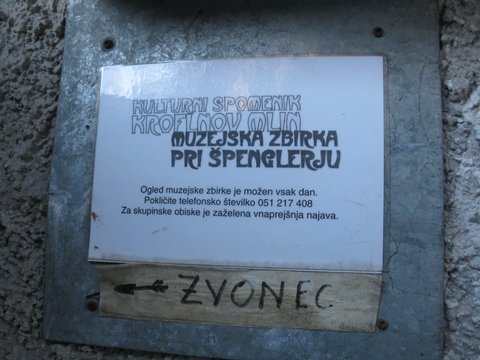 KULTURNI SPOMENIK
KROFLNOV MLIN
MUZEJSKA ZBIRKA
PRI ŠPENGLERJU
Ogled muzejske zbirke je možen vsak dan.
Pokličite telefonsko številko 051 217 408
Za skupinske obiske je zaželena vnaprejšnja najava.
ZVONEC